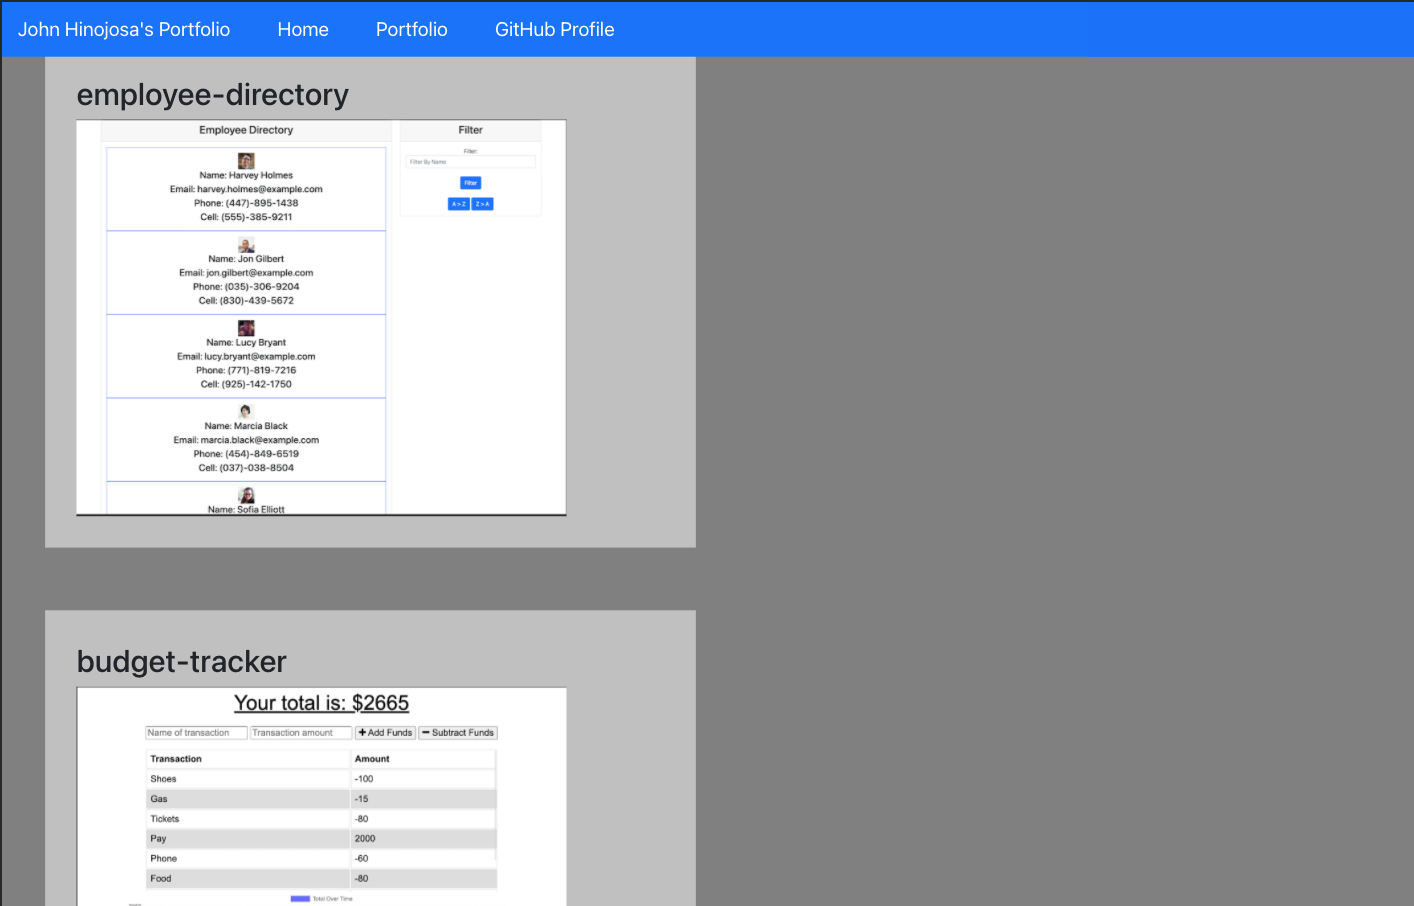 John Hinojosa's Portfolio Home Portfolio GitHub Profile
employee-directory
Employee Directory
Name: Harvey Holmes
Email: harvey.holmes@example.com
Phone: (447)-895-1438
Cell: (555)-385-9211
Name: Jon Gilbert
Email: jon.gilbert@example.com
Phone: (035)-306-9204
Cell: (830)-439-5672
Name: Lucy Bryant
Email: lucy.bryant@example.com
Phone: (771)-819-7216
Cell: (925)-142-1750
Name: Marcia Black
Email: marcia.black@example.com
Phone: (454)-849-6519
Cell: (037)-038-8504
Name: Sofia Elliott
Filter
Filter:
Filter By Name
Filter
A > Z Z > A
budget-tracker
Your total is: $2665
Name of transaction Transaction amount Add Funds Subtract Funds
Transaction Amount
Shoes -100
Gas -15
Tickets -80
Pay 2000
Phone -60
Food -80
Total Over Time